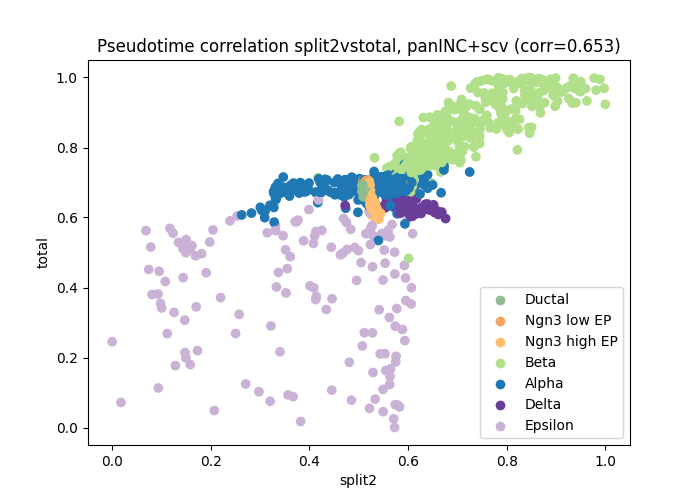 Pseudotime correlation split2vstotal, panINC+scv (corr=0.653)
total
1.0
0.8
0.6
0.4
0.2
0.0
Ductal
Ngn3 low EP
Ngn3 high EP
Beta
Alpha
Delta
Epsilon
0.0 0.2 0.4 0.6 0.8 1.0
split2